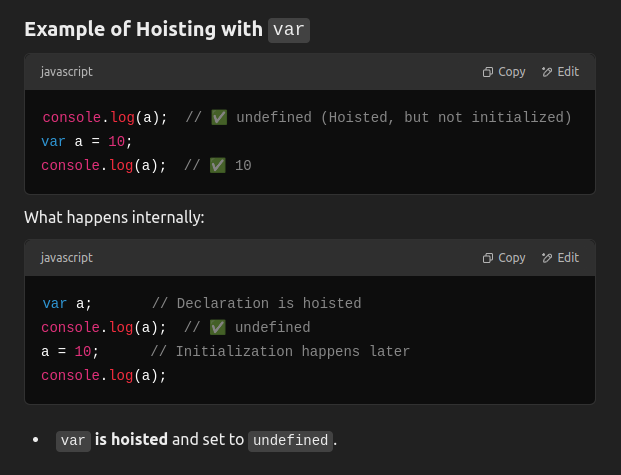 Example of Hoisting with var
javascript Copy Edit
console.log(a);  // ✅ undefined (Hoisted, but not initialized)
var a = 10;
console.log(a);  // ✅ 10
What happens internally:
javascript Copy Edit
var a;       // Declaration is hoisted
console.log(a);  // ✅ undefined
a = 10;      // Initialization happens later
console.log(a);
• var is hoisted and set to undefined.